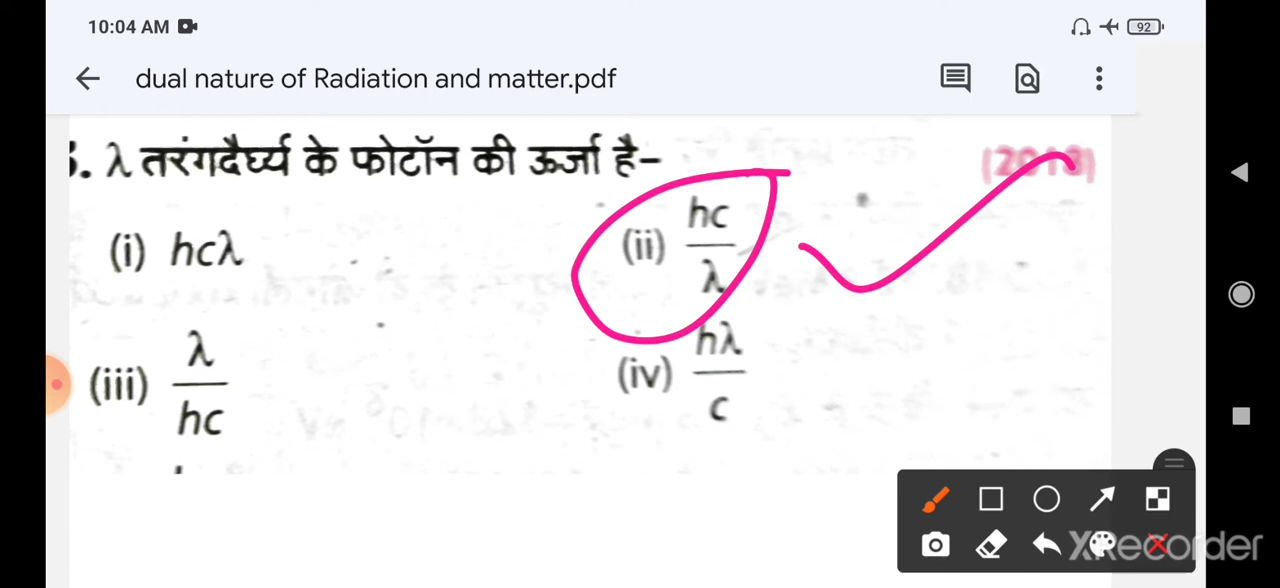 10:04 AM
92
dual nature of Radiation and matter.pdf
λ तरंगदैर्घ्य के फोटॉन की ऊर्जा है–
(i) hcλ
(ii) hc/λ
(iii) λ/hc
(iv) hλ/c
XRecorder